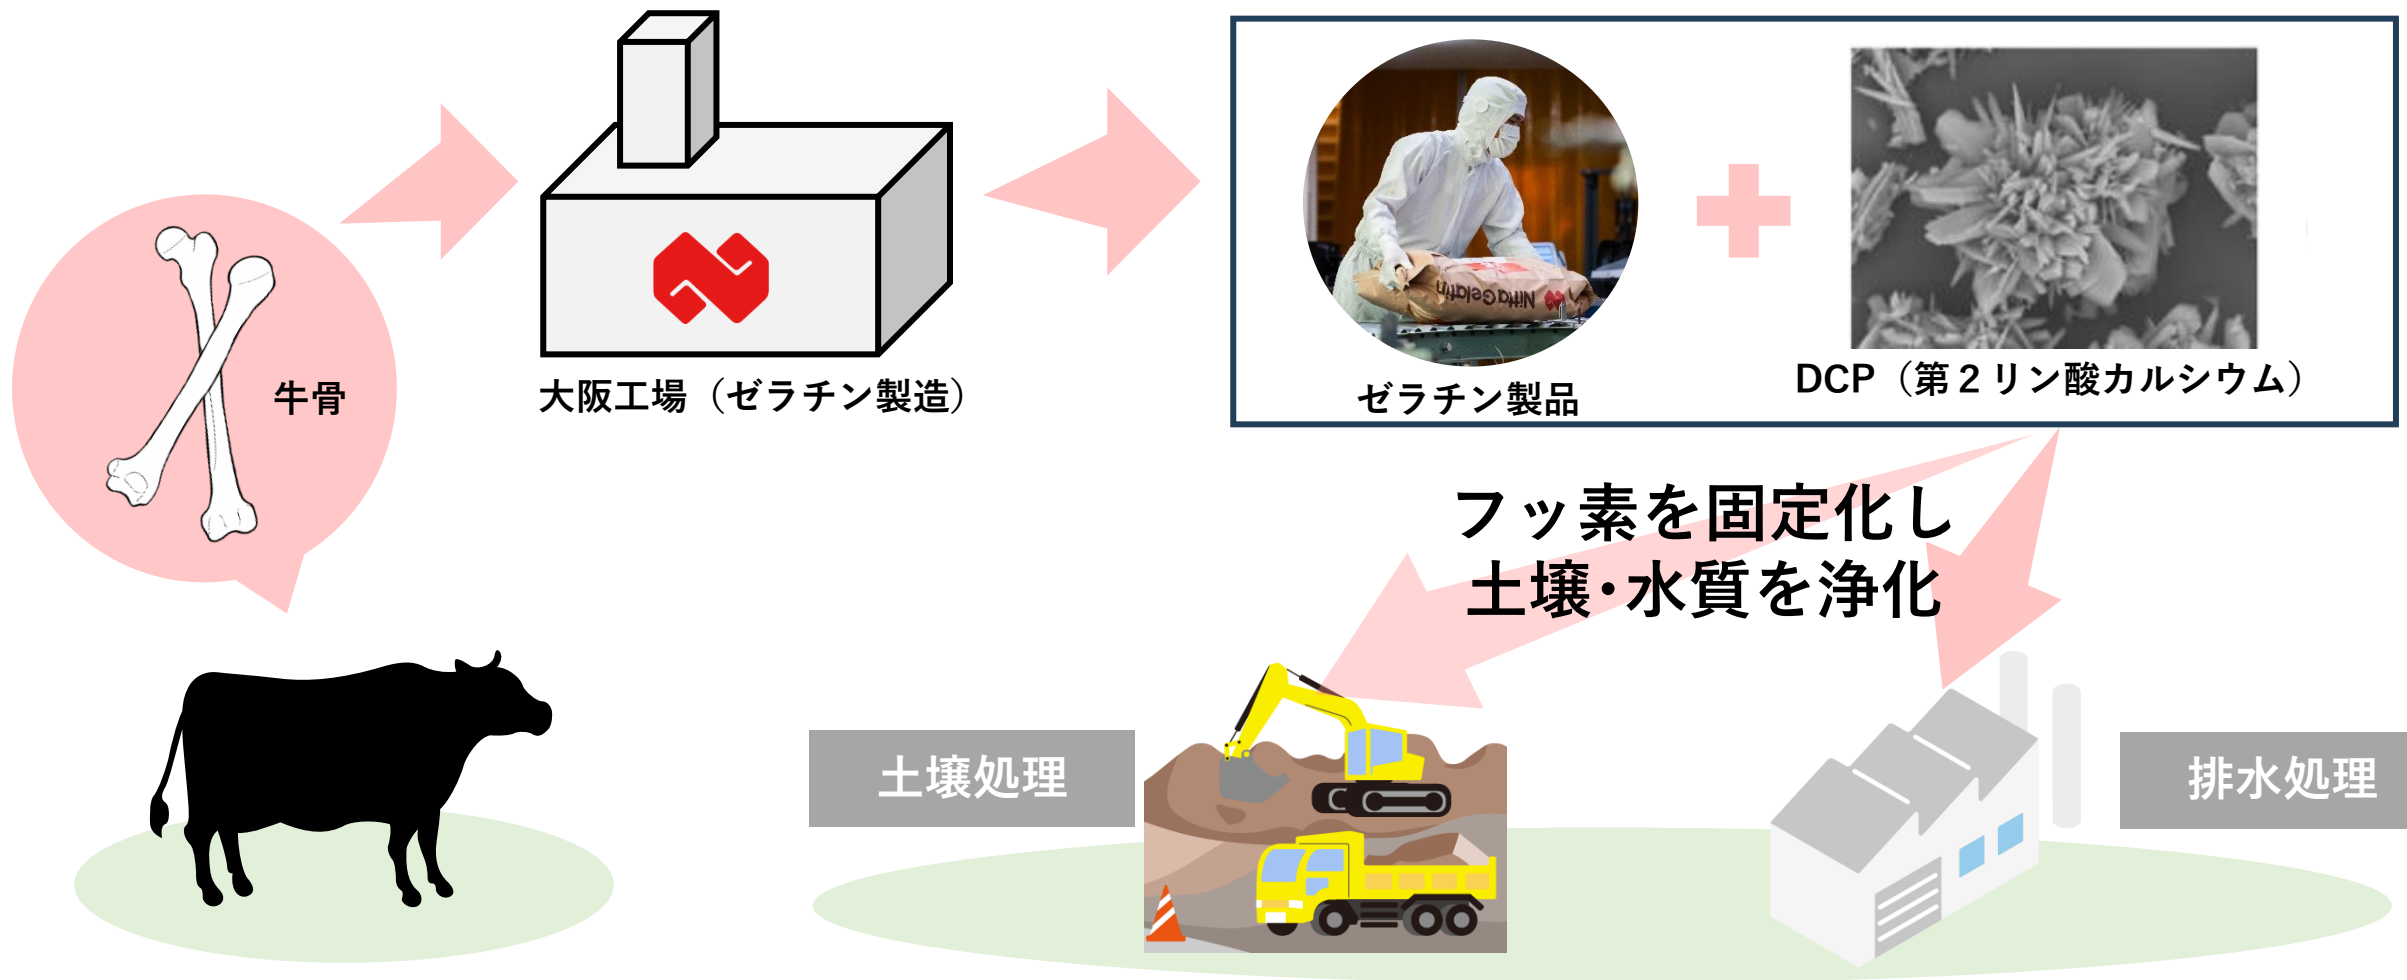 牛骨
大阪工場（ゼラチン製造）
Nitta Gelatin
ゼラチン製品
DCP（第２リン酸カルシウム）
フッ素を固定化し
土壌･水質を浄化
土壌処理
排水処理